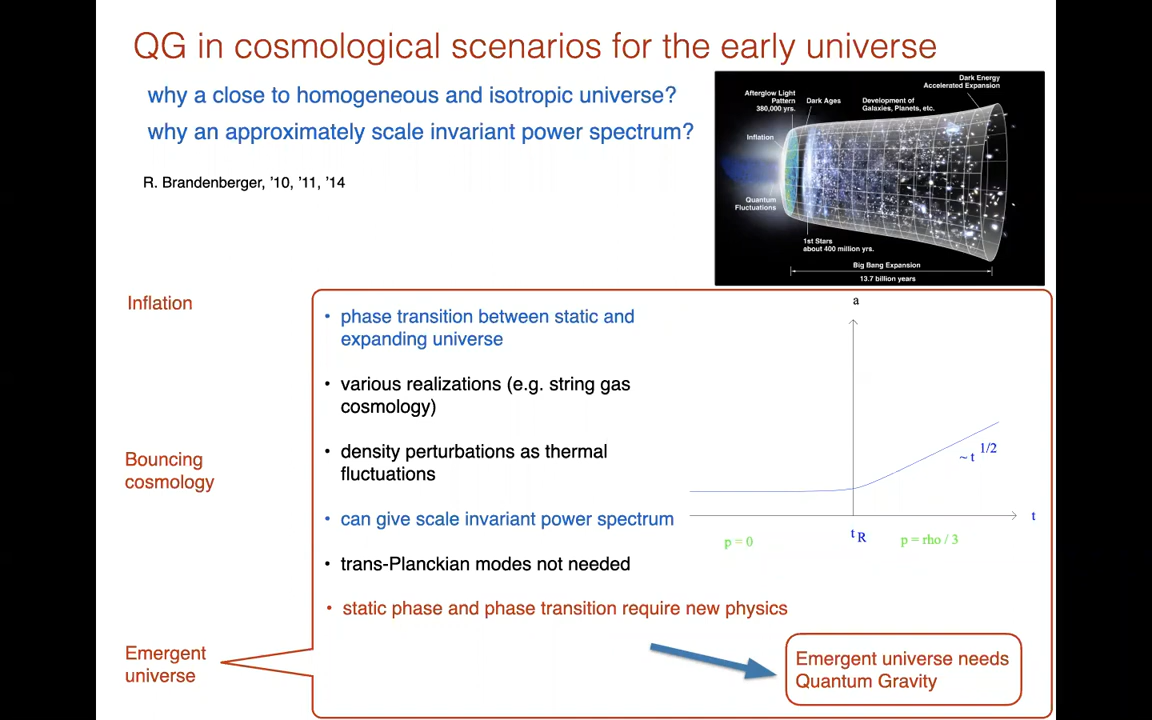 QG in cosmological scenarios for the early universe
why a close to homogeneous and isotropic universe?
why an approximately scale invariant power spectrum?
R. Brandenberger, ’10, ’11, ’14
Dark Energy
Accelerated Expansion
Afterglow Light
Pattern
380,000 yrs.
Dark Ages
Development of
Galaxies, Planets, etc.
Inflation
Quantum
Fluctuations
1st Stars
about 400 million yrs.
Big Bang Expansion
13.7 billion years
Inflation
Bouncing
cosmology
Emergent
universe
• phase transition between static and
expanding universe
• various realizations (e.g. string gas
cosmology)
• density perturbations as thermal
fluctuations
• can give scale invariant power spectrum
• trans-Planckian modes not needed
• static phase and phase transition require new physics
a
~ t 1/2
t
t R
p = 0
p = rho / 3
Emergent universe needs
Quantum Gravity